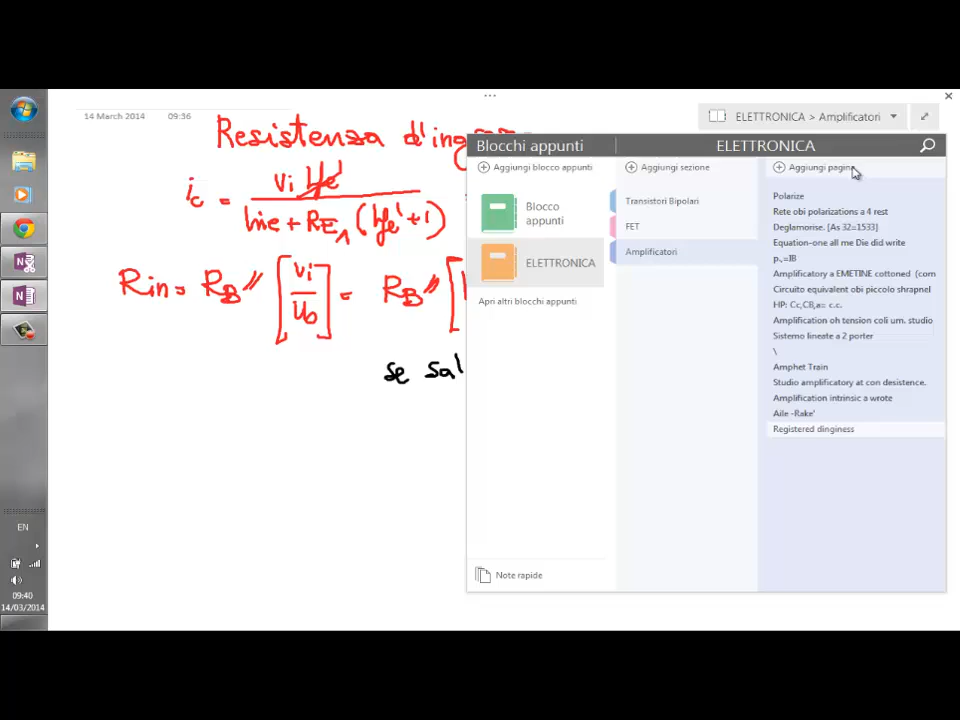 14 March 2014 09:36
ELETTRONICA > Amplificatori
Resistenza d'ing
Blocchi appunti
ELETTRONICA
Aggiungi blocco appunti
Aggiungi sezione
Aggiungi pagina
Blocco appunti
ELETTRONICA
Apri altri blocchi appunti
Transistori Bipolari
FET
Amplificatori
Polarize
Rete obi polarizations a 4 rest
Deglamorise. [As 32=1533]
Equation-one all me Die did write
p.,=IB
Amplificatory a EMETINE cottoned (com
Circuito equivalent obi piccolo shrapnel
HP: Cc,CB,a= c.c.
Amplification oh tension coli um. studio
Sistemo lineate a 2 porter
\
Amphet Train
Studio amplificatory at con desistence.
Amplification intrinsic a wrote
Aile -Rake'
Registered dinginess
ic = vi hfe' / hie + RE1 (hfe' + 1)
Rin = RB // [vi / ib] = RB // [
se sal
Note rapide
EN
09:40
14/03/2014